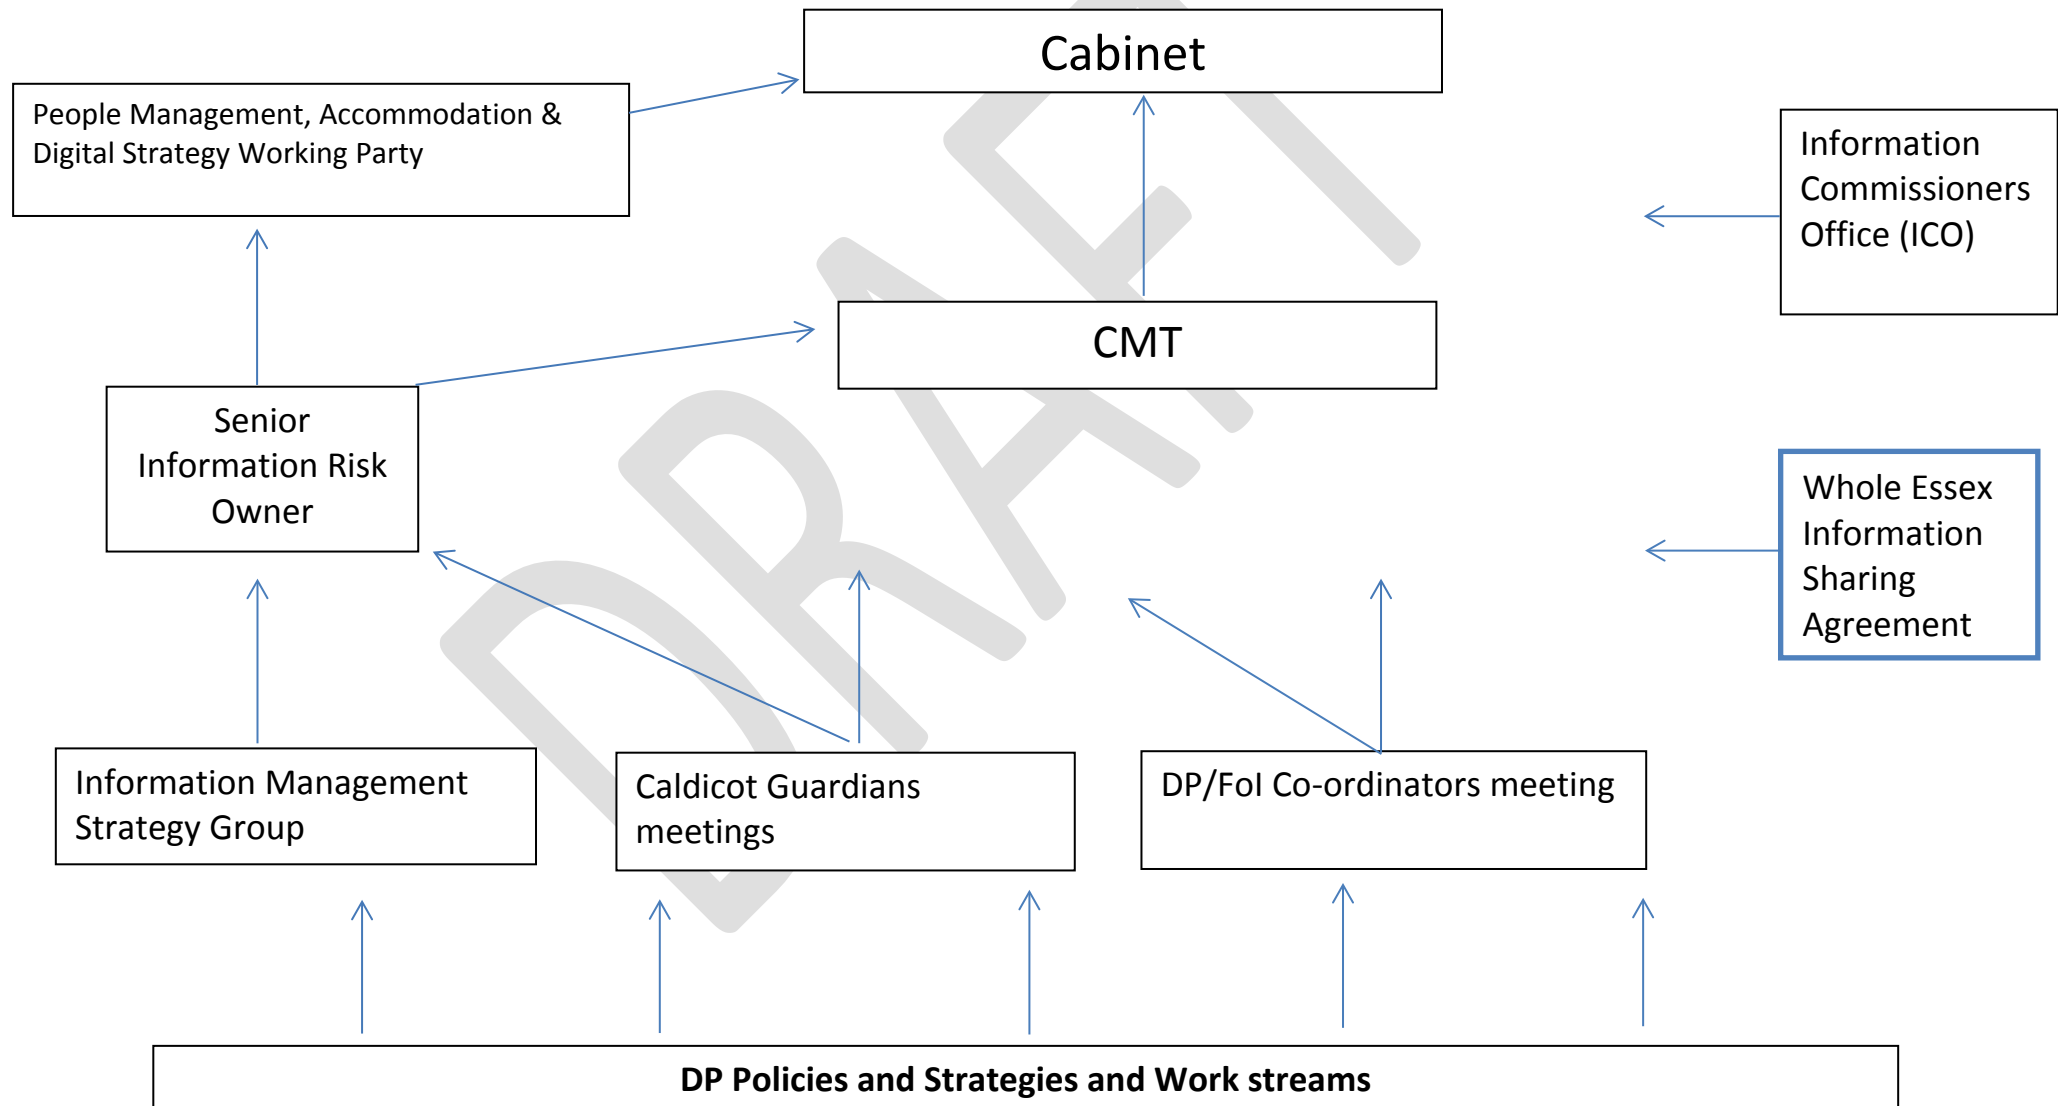 Cabinet
People Management, Accommodation &
Digital Strategy Working Party
Information
Commissioners
Office (ICO)
CMT
Senior
Information Risk
Owner
Whole Essex
Information
Sharing
Agreement
Information Management
Strategy Group
Caldicot Guardians
meetings
DP/FoI Co-ordinators meeting
DP Policies and Strategies and Work streams
DRAFT